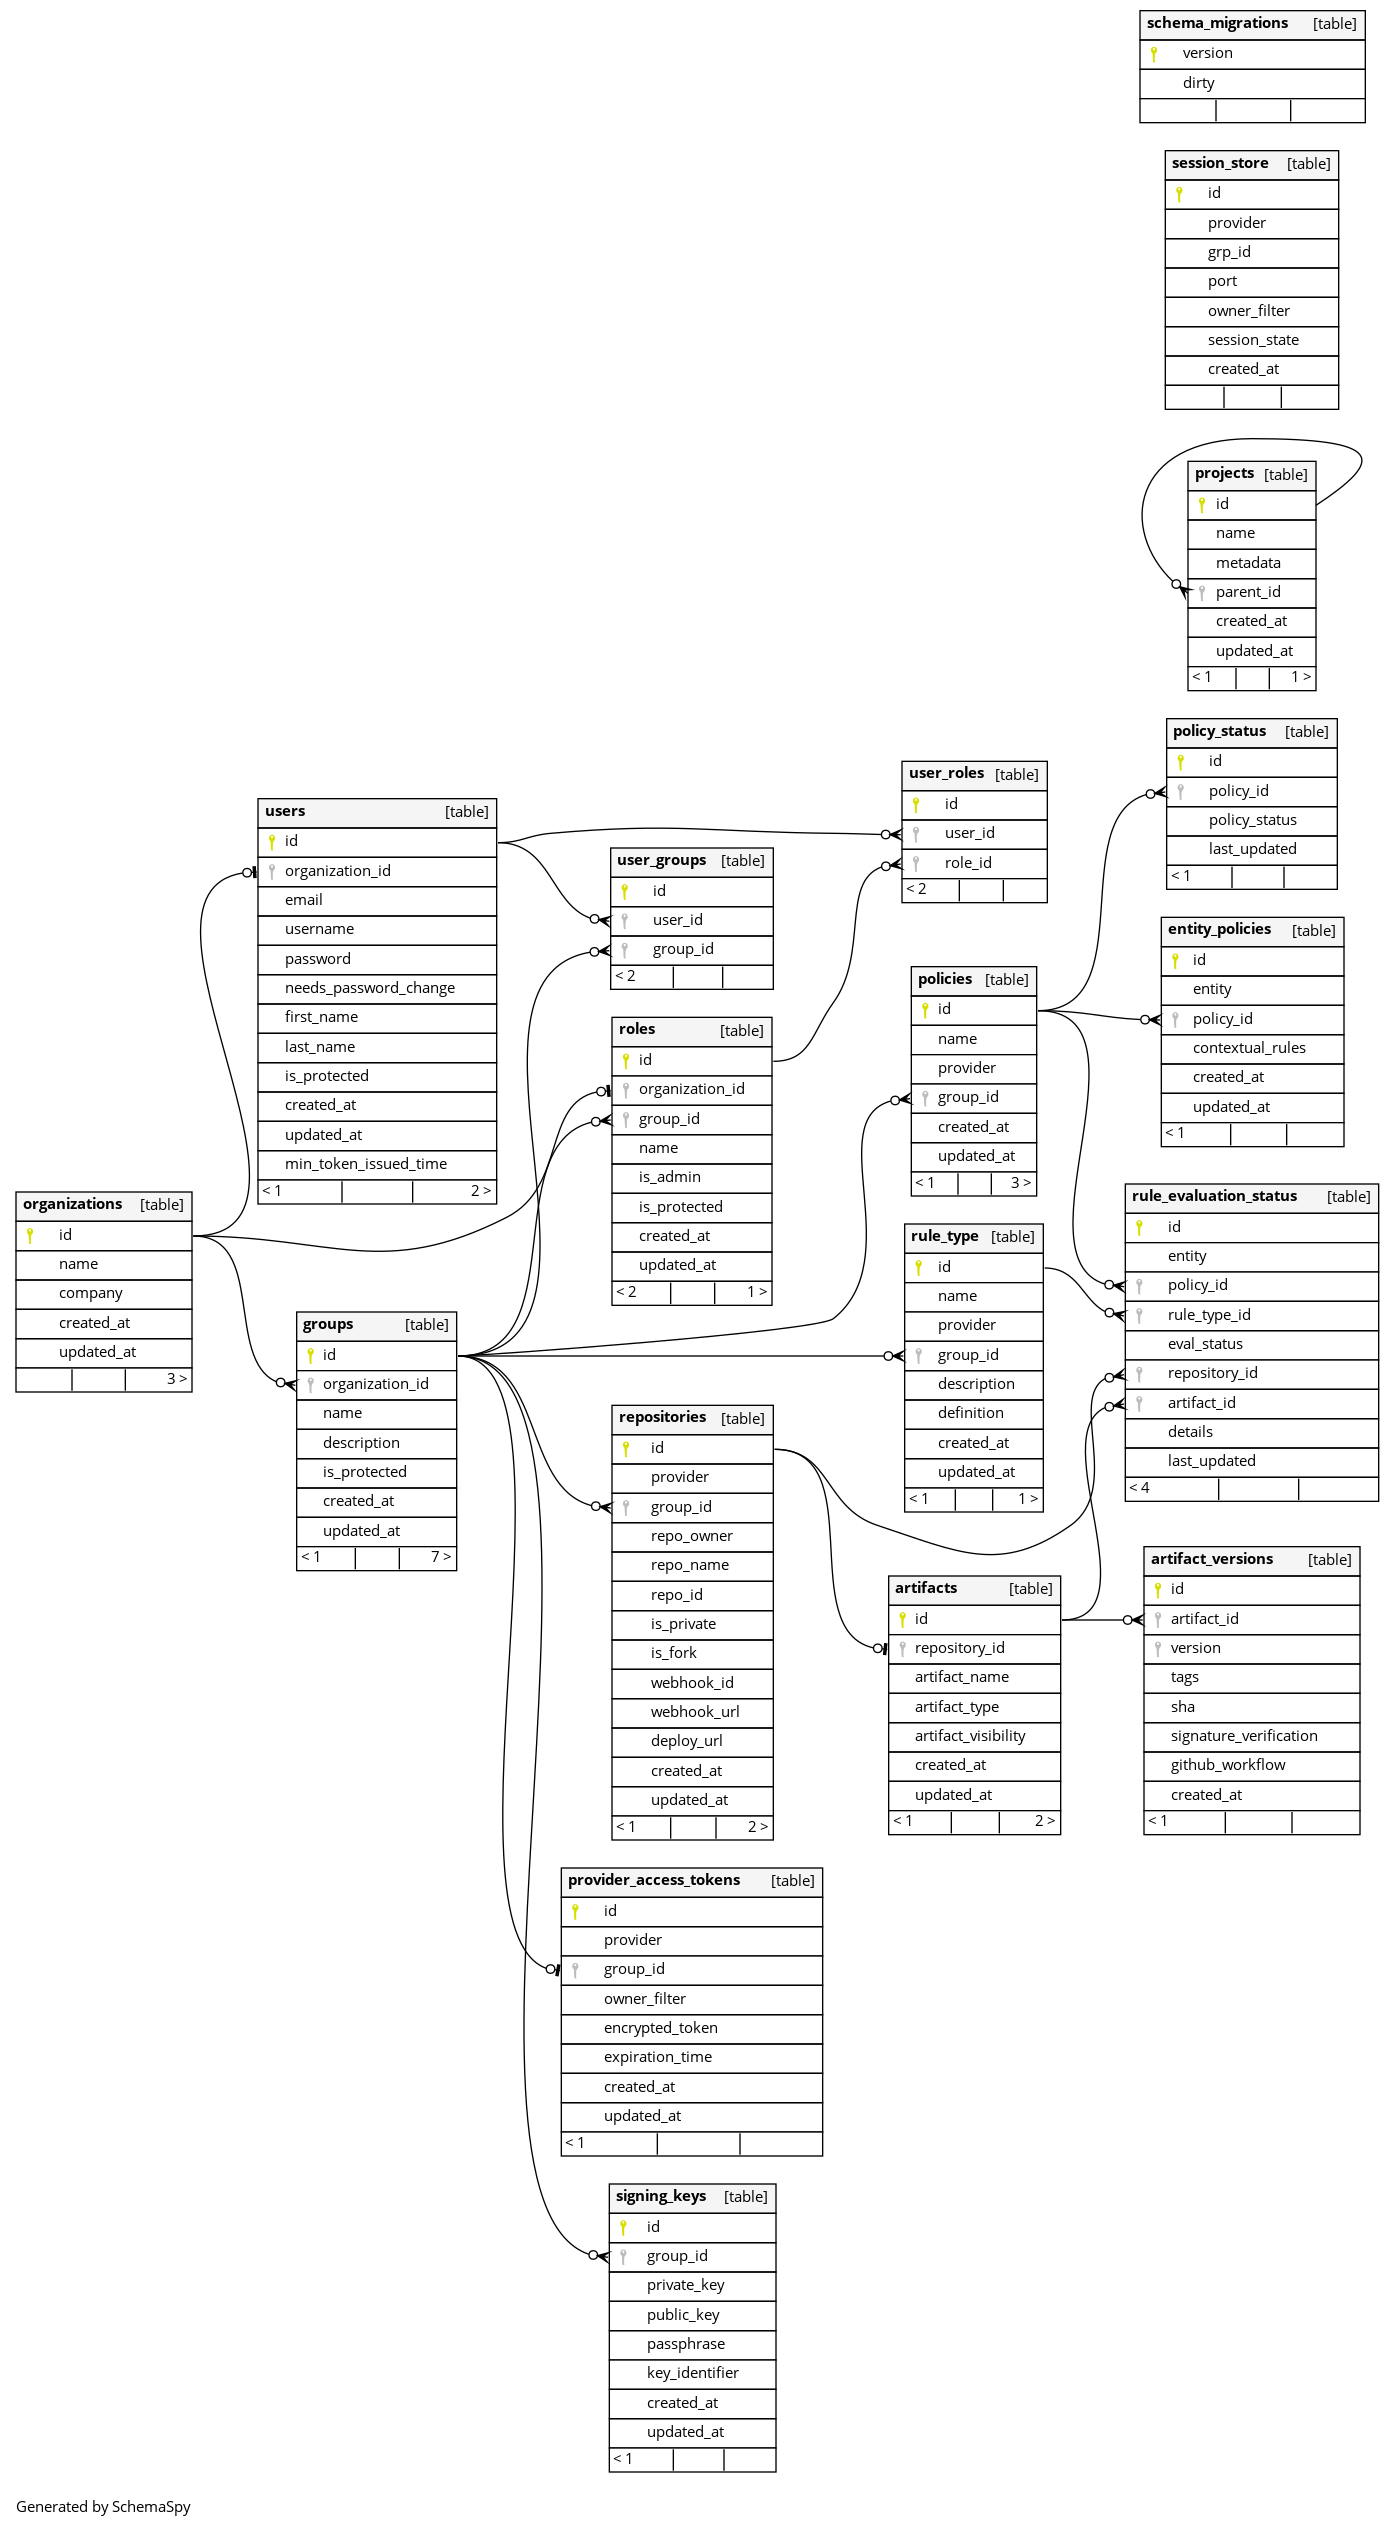 schema_migrations [table]
version
dirty
session_store [table]
id
provider
grp_id
port
owner_filter
session_state
created_at
projects [table]
id
name
metadata
parent_id
created_at
updated_at
< 1 1 >
policy_status [table]
id
policy_id
policy_status
last_updated
< 1
user_roles [table]
id
user_id
role_id
< 2
users [table]
id
organization_id
email
username
password
needs_password_change
first_name
last_name
is_protected
created_at
updated_at
min_token_issued_time
< 1 2 >
user_groups [table]
id
user_id
group_id
< 2
entity_policies [table]
id
entity
policy_id
contextual_rules
created_at
updated_at
< 1
policies [table]
id
name
provider
group_id
created_at
updated_at
< 1 3 >
roles [table]
id
organization_id
group_id
name
is_admin
is_protected
created_at
updated_at
< 2 1 >
rule_evaluation_status [table]
id
entity
policy_id
rule_type_id
eval_status
repository_id
artifact_id
details
last_updated
< 4
organizations [table]
id
name
company
created_at
updated_at
3 >
rule_type [table]
id
name
provider
group_id
description
definition
created_at
updated_at
< 1 1 >
groups [table]
id
organization_id
name
description
is_protected
created_at
updated_at
< 1 7 >
repositories [table]
id
provider
group_id
repo_owner
repo_name
repo_id
is_private
is_fork
webhook_id
webhook_url
deploy_url
created_at
updated_at
< 1 2 >
artifact_versions [table]
id
artifact_id
version
tags
sha
signature_verification
github_workflow
created_at
< 1
artifacts [table]
id
repository_id
artifact_name
artifact_type
artifact_visibility
created_at
updated_at
< 1 2 >
provider_access_tokens [table]
id
provider
group_id
owner_filter
encrypted_token
expiration_time
created_at
updated_at
< 1
signing_keys [table]
id
group_id
private_key
public_key
passphrase
key_identifier
created_at
updated_at
< 1
Generated by SchemaSpy